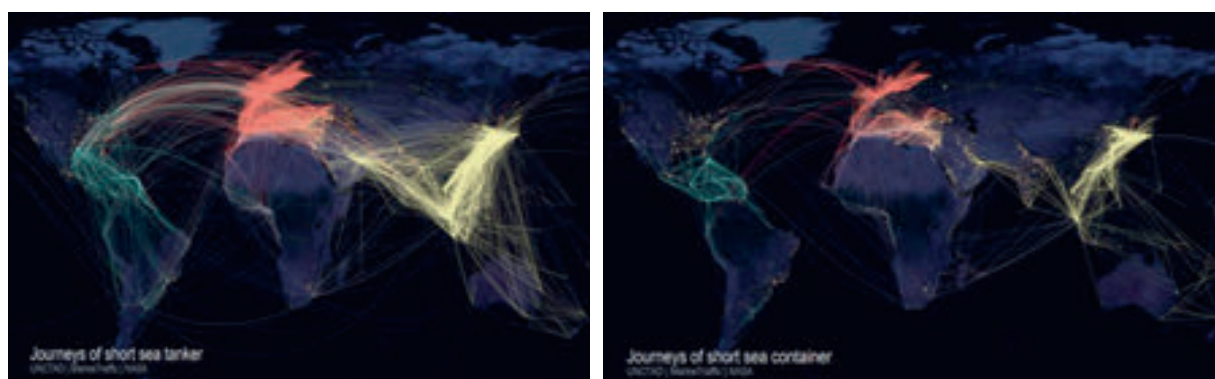 Journeys of short sea tanker
UNCTAD | MarineTraffic | NASA
Journeys of short sea container
UNCTAD | MarineTraffic | NASA